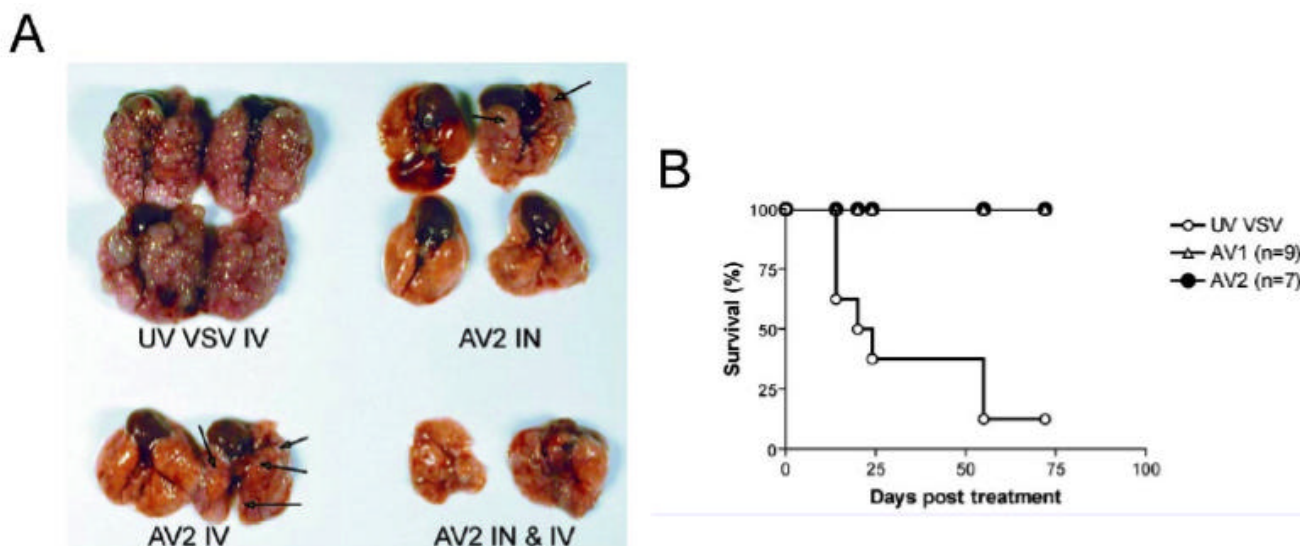 A
UV VSV IV
AV2 IN
AV2 IV
AV2 IN & IV
B
Survival (%)
100
75
50
25
0
0 25 50 75 100
Days post treatment
UV VSV
AV1 (n=9)
AV2 (n=7)